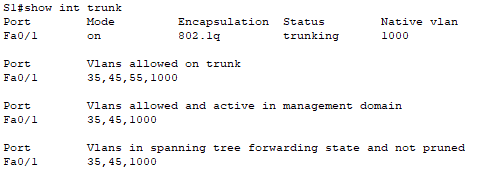 S1#show int trunk
Port        Mode         Encapsulation  Status        Native vlan
Fa0/1       on           802.1q         trunking      1000
Port        Vlans allowed on trunk
Fa0/1       35,45,55,1000
Port        Vlans allowed and active in management domain
Fa0/1       35,45,1000
Port        Vlans in spanning tree forwarding state and not pruned
Fa0/1       35,45,1000